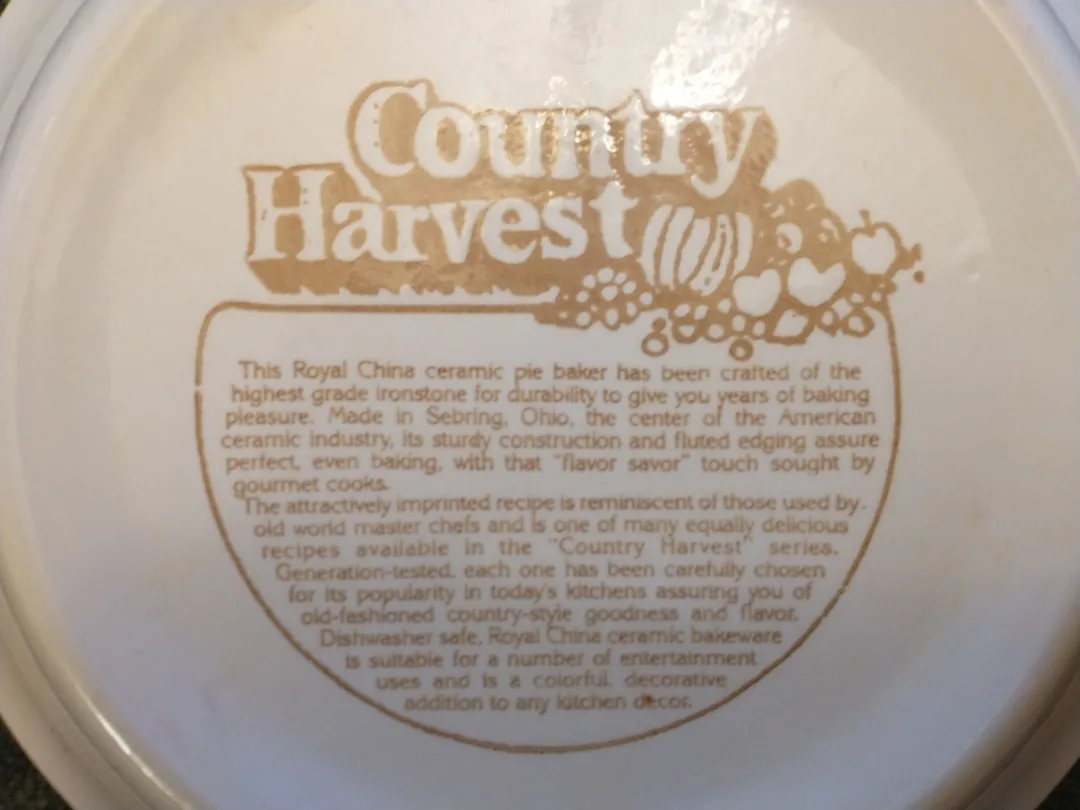 Country
Harvest
This Royal China ceramic pie baker has been crafted of the
highest grade ironstone for durability to give you years of baking
pleasure. Made in Sebring, Ohio, the center of the American
ceramic industry, its sturdy construction and fluted edging assure
perfect, even baking, with that "flavor savor" touch sought by
gourmet cooks.
The attractively imprinted recipe is reminiscent of those used by
old world master chefs and is one of many equally delicious
recipes available in the "Country Harvest" series.
Generation-tested, each one has been carefully chosen
for its popularity in today's kitchens assuring you of
old-fashioned country-style goodness and flavor.
Dishwasher safe, Royal China ceramic bakeware
is suitable for a number of entertainment
uses and is a colorful, decorative
addition to any kitchen decor.